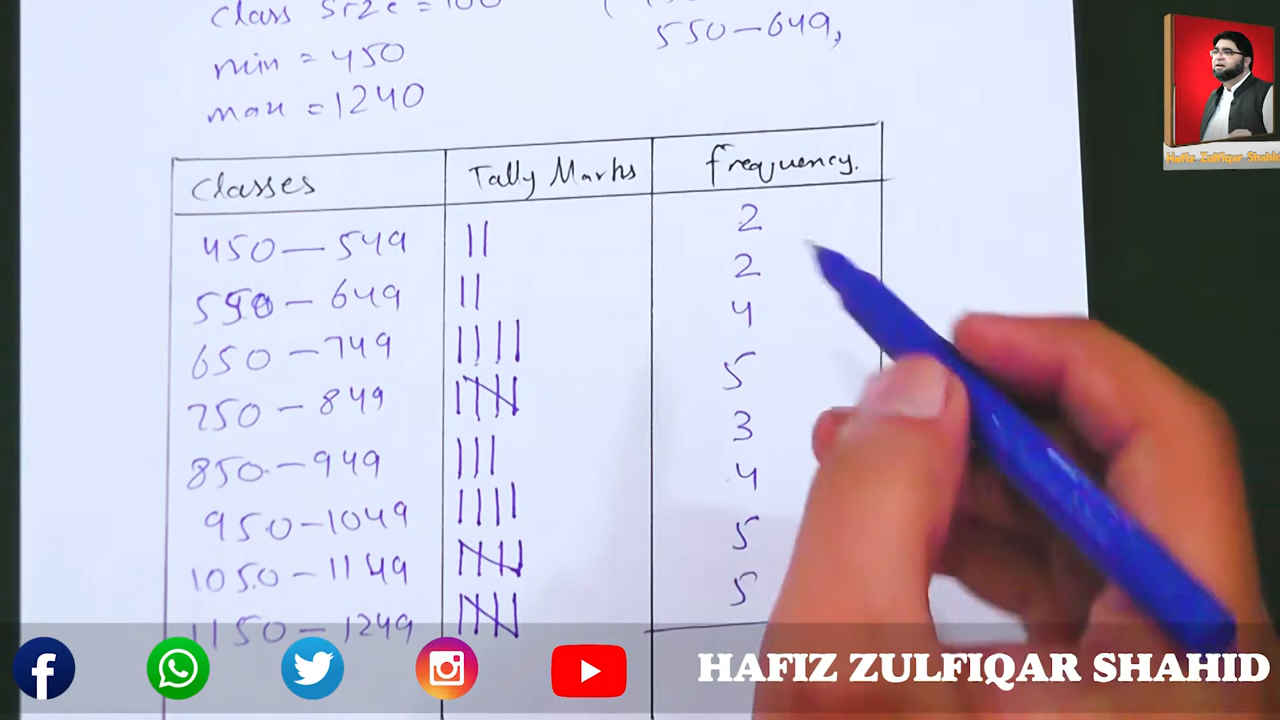 class size = 100
550-649,
min = 450
max = 1240
Classes Tally Marks frequency.
450-549 || 2
550-649 || 2
650-749 |||| 4
750-849 5
850-949 ||| 3
950-1049 |||| 4
1050-1149 5
1150-1249 5
Hafiz Zulfiqar Shahid
HAFIZ ZULFIQAR SHAHID